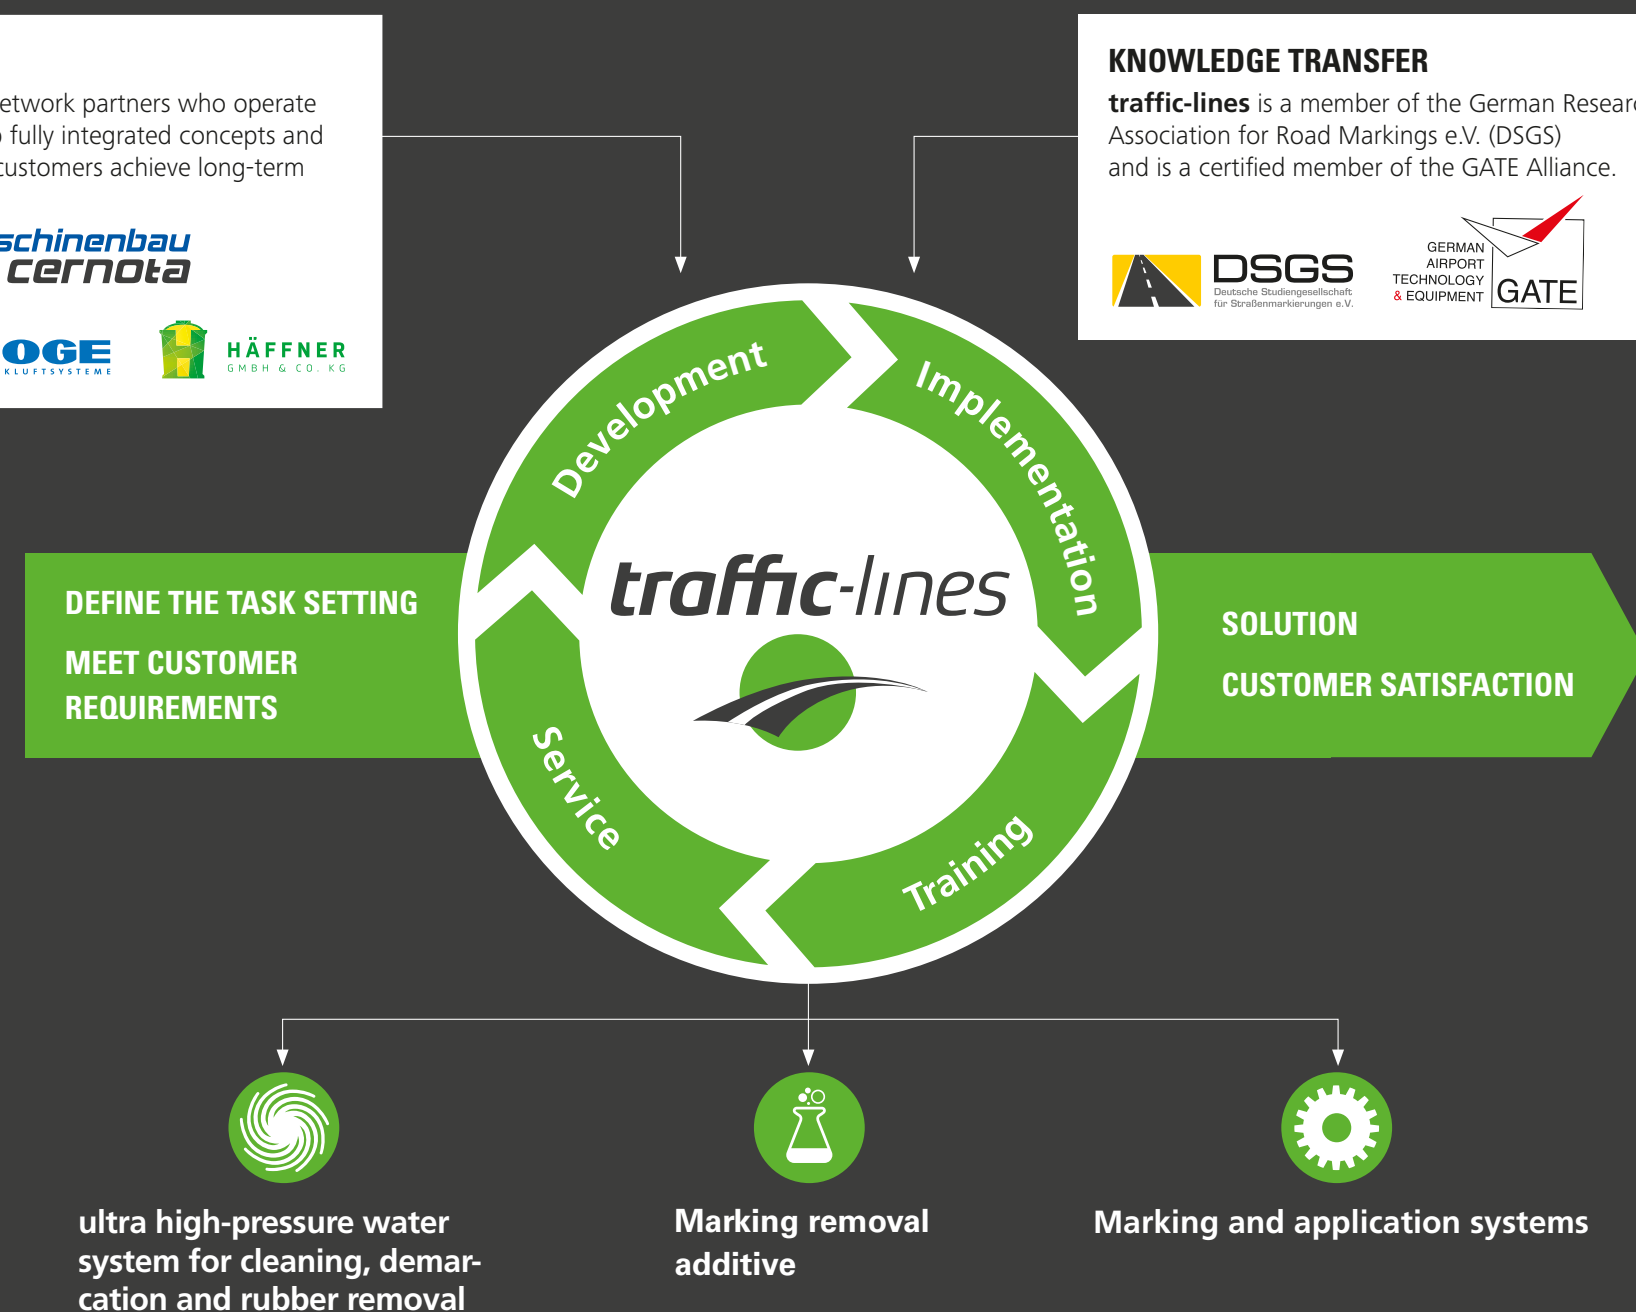 etwork partners who operate
fully integrated concepts and
customers achieve long-term
schinenbau
cernota
OGE
KLUFTSYSTEME
HÄFFNER
GMBH & CO. KG
KNOWLEDGE TRANSFER
traffic-lines is a member of the German Resear
Association for Road Markings e.V. (DSGS)
and is a certified member of the GATE Alliance.
DSGS
Deutsche Studiengesellschaft
für Straßenmarkierungen e.V.
GERMAN
AIRPORT
TECHNOLOGY
& EQUIPMENT
GATE
Development
Implementation
Training
Service
traffic-lines
DEFINE THE TASK SETTING
MEET CUSTOMER
REQUIREMENTS
SOLUTION
CUSTOMER SATISFACTION
ultra high-pressure water
system for cleaning, demar-
cation and rubber removal
Marking removal
additive
Marking and application systems